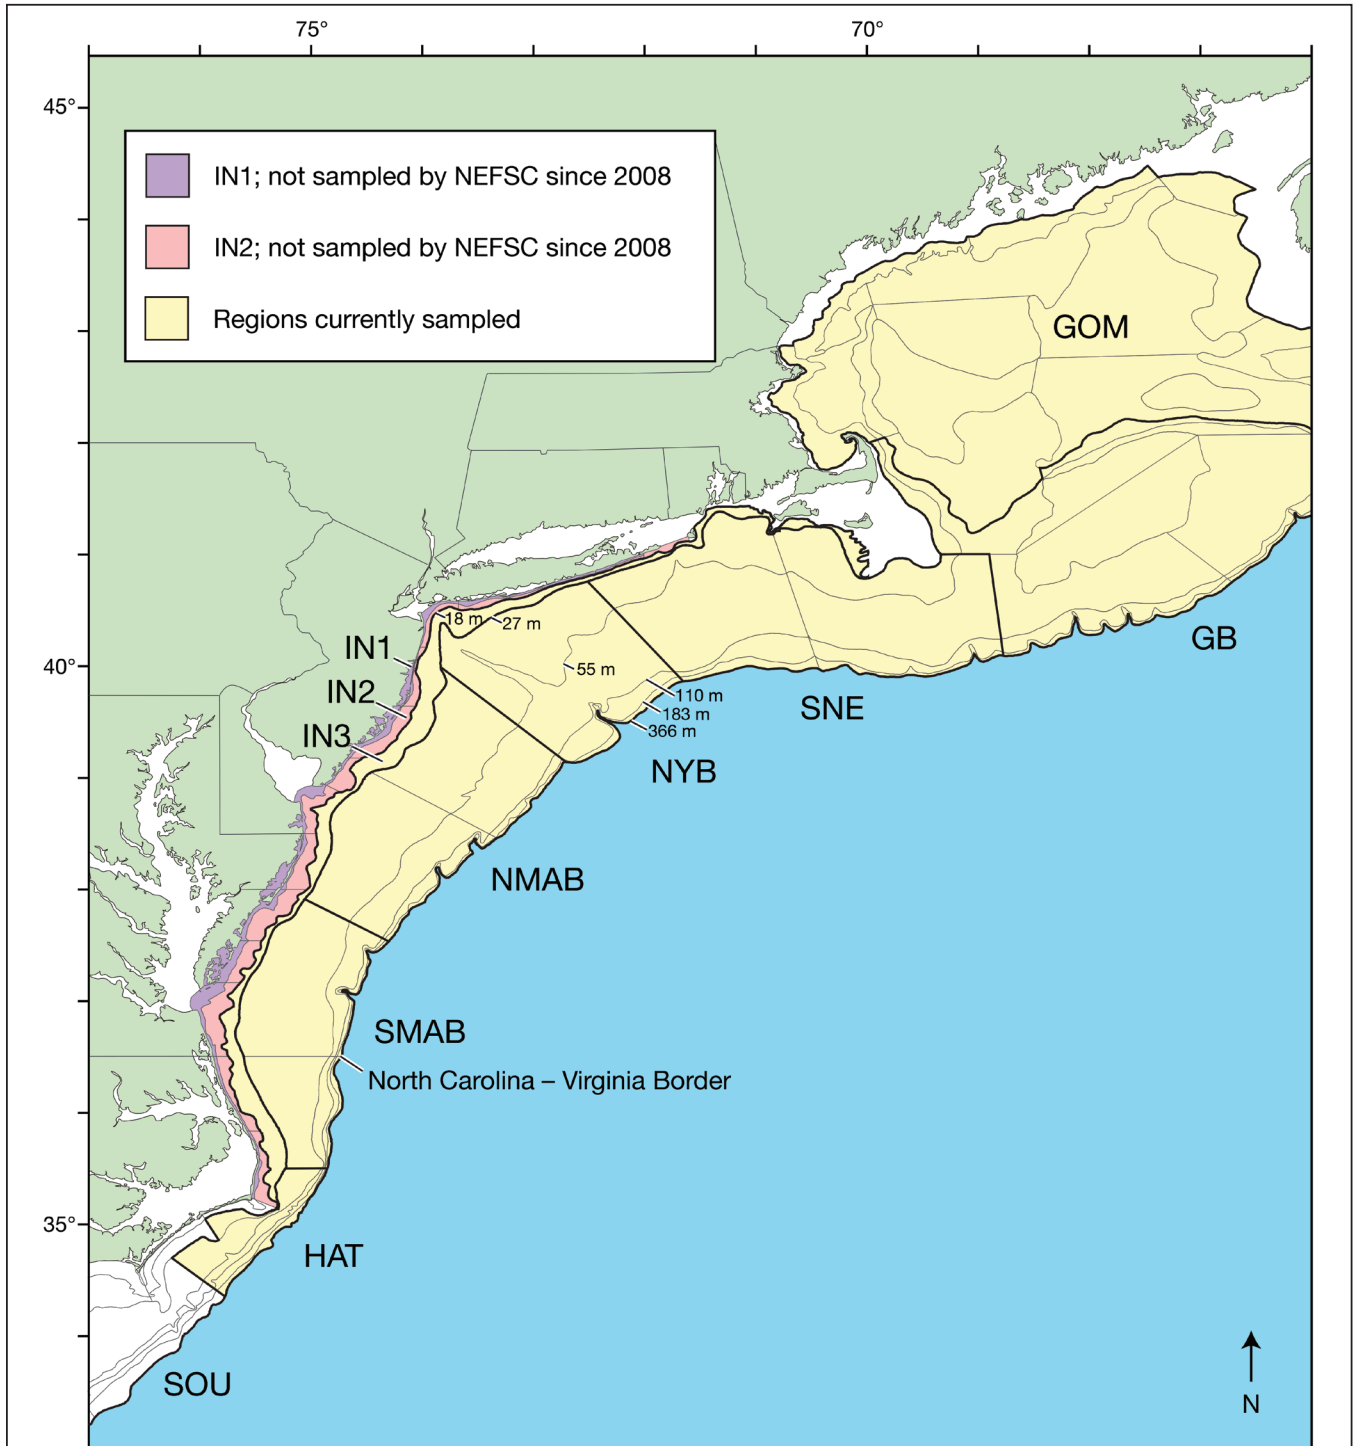 75°
70°
45°
IN1; not sampled by NEFSC since 2008
IN2; not sampled by NEFSC since 2008
Regions currently sampled
GOM
18 m
27 m
IN1
GB
40°
55 m
IN2
110 m
SNE
183 m
366 m
IN3
NYB
NMAB
SMAB
North Carolina – Virginia Border
35°
HAT
SOU
N